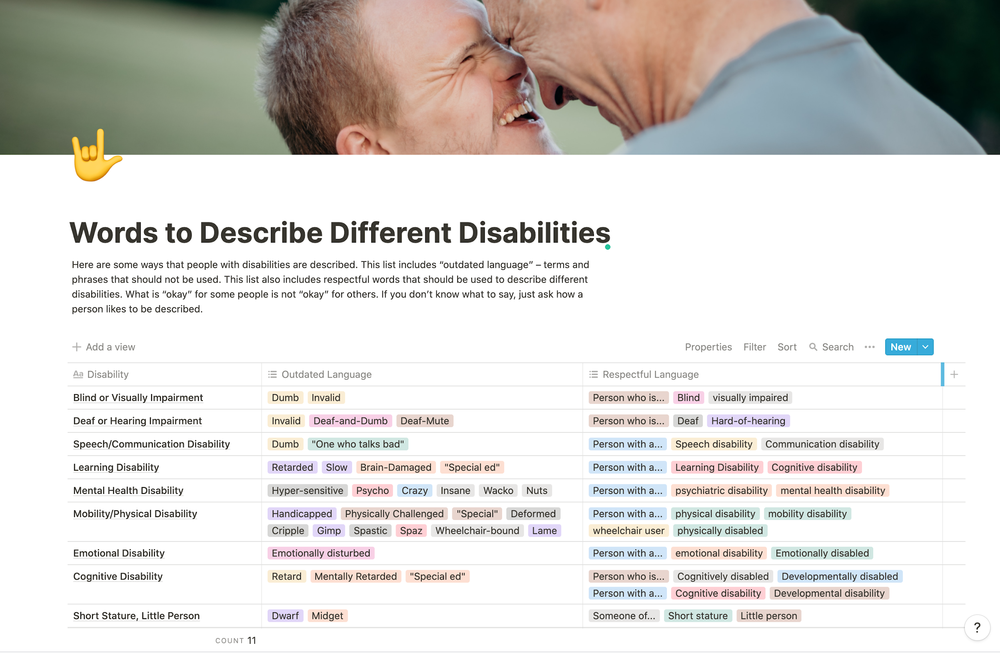 Words to Describe Different Disabilities
Here are some ways that people with disabilities are described. This list includes “outdated language” – terms and
phrases that should not be used. This list also includes respectful words that should be used to describe different
disabilities. What is “okay” for some people is not “okay” for others. If you don’t know what to say, just ask how a
person likes to be described.
Add a view Properties Filter Sort Search New
Aa Disability Outdated Language Respectful Language
Blind or Visually Impairment Dumb Invalid Person who is... Blind visually impaired
Deaf or Hearing Impairment Invalid Deaf-and-Dumb Deaf-Mute Person who is... Deaf Hard-of-hearing
Speech/Communication Disability Dumb "One who talks bad" Person with a... Speech disability Communication disability
Learning Disability Retarded Slow Brain-Damaged "Special ed" Person with a... Learning Disability Cognitive disability
Mental Health Disability Hyper-sensitive Psycho Crazy Insane Wacko Nuts Person with a... psychiatric disability mental health disability
Mobility/Physical Disability Handicapped Physically Challenged "Special" Deformed Person with a... physical disability mobility disability
Cripple Gimp Spastic Spaz Wheelchair-bound Lame wheelchair user physically disabled
Emotional Disability Emotionally disturbed Person with a... emotional disability Emotionally disabled
Cognitive Disability Retard Mentally Retarded "Special ed" Person who is... Cognitively disabled Developmentally disabled
Person with a... Cognitive disability Developmental disability
Short Stature, Little Person Dwarf Midget Someone of... Short stature Little person
COUNT 11
?